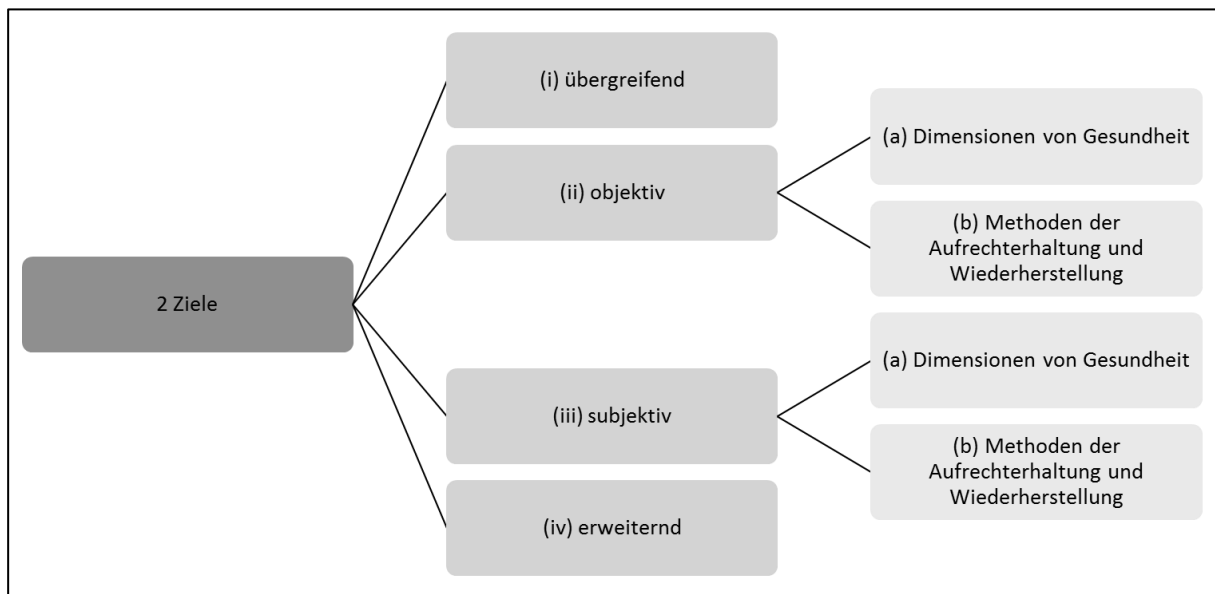 2 Ziele
(i) übergreifend
(ii) objektiv
(a) Dimensionen von Gesundheit
(b) Methoden der
Aufrechterhaltung und
Wiederherstellung
(iii) subjektiv
(a) Dimensionen von Gesundheit
(b) Methoden der
Aufrechterhaltung und
Wiederherstellung
(iv) erweiternd